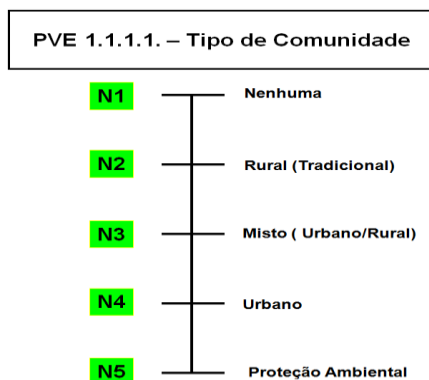 PVE 1.1.1.1. – Tipo de Comunidade
N1 Nenhuma
N2 Rural (Tradicional)
N3 Misto ( Urbano/Rural)
N4 Urbano
N5 Proteção Ambiental